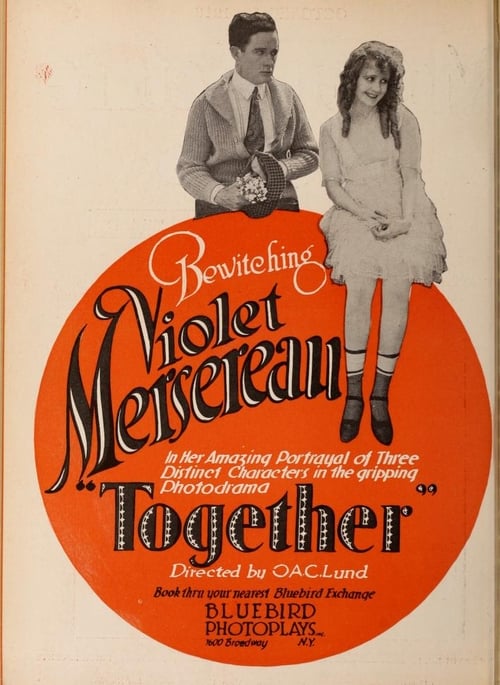 Bewitching
Violet
Mersereau
In Her Amazing Portrayal of Three
Distinct Characters in the gripping
Photodrama
"Together"
Directed by O.A.C. Lund
Book thru your nearest Bluebird Exchange
BLUEBIRD
PHOTOPLAYS INC.
1600 Broadway N.Y.